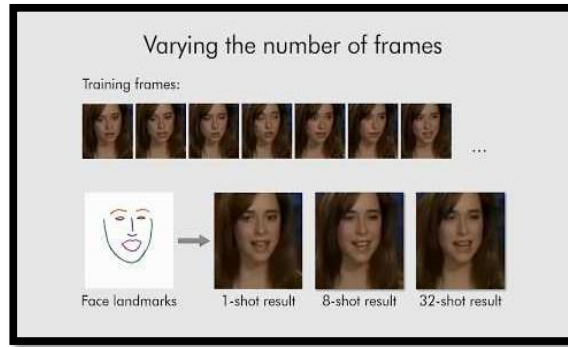 Varying the number of frames
Training frames:
...
Face landmarks
1-shot result
8-shot result
32-shot result